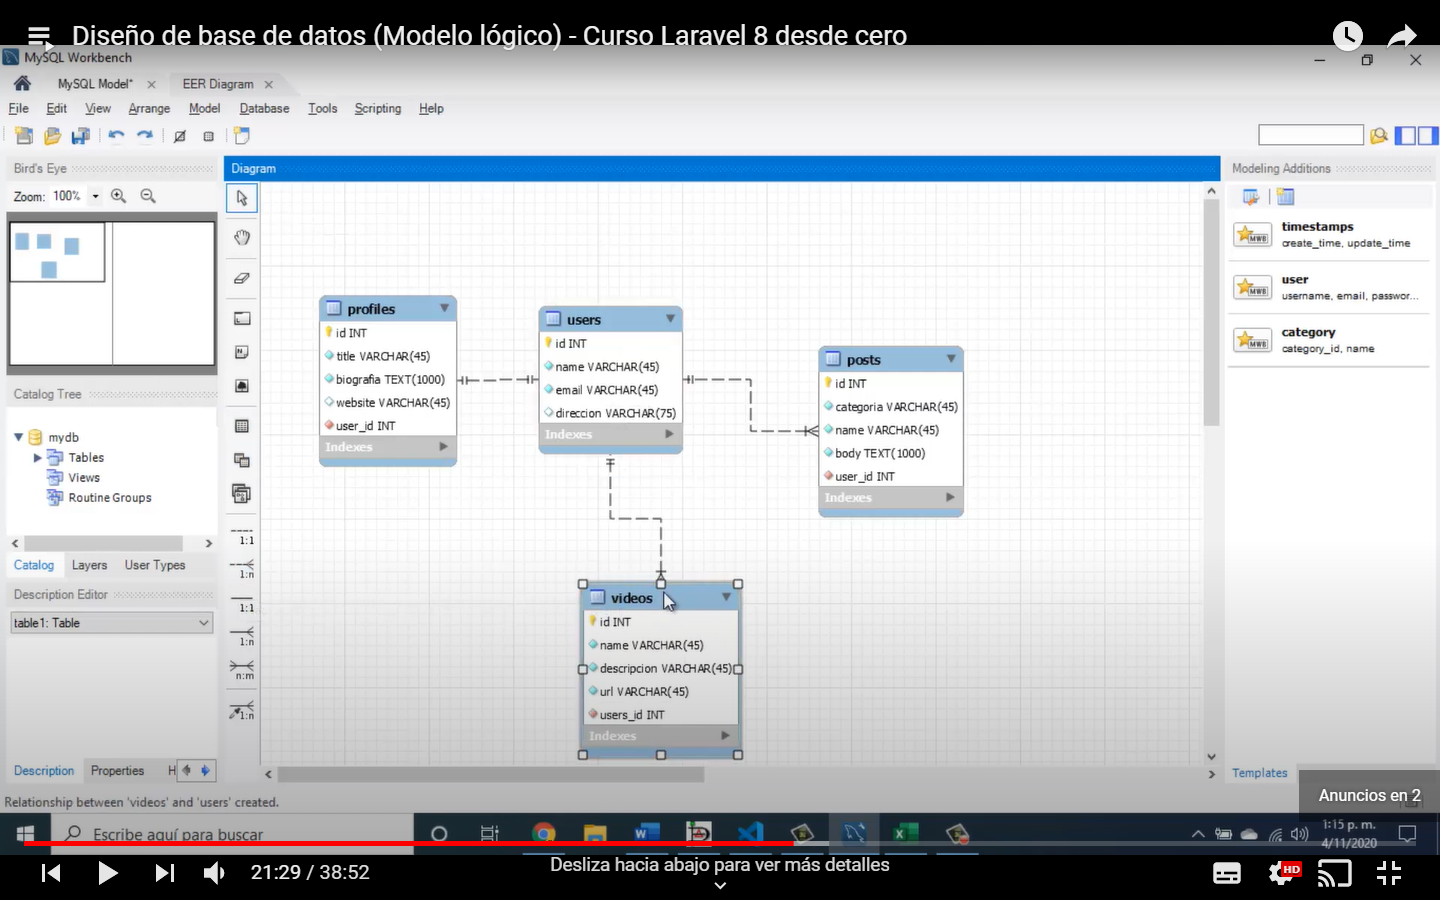 Diseño de base de datos (Modelo lógico) - Curso Laravel 8 desde cero
MySQL Workbench
MySQL Model* EER Diagram
File Edit View Arrange Model Database Tools Scripting Help
Bird's Eye
Zoom: 100%
Catalog Tree
mydb
Tables
Views
Routine Groups
Catalog Layers User Types
Description Editor
table1: Table
Description Properties H
1:1
1:n
1:1
1:n
n:m
1:n
Diagram
profiles
id INT
title VARCHAR(45)
biografia TEXT(1000)
website VARCHAR(45)
user_id INT
Indexes
users
id INT
name VARCHAR(45)
email VARCHAR(45)
direccion VARCHAR(75)
Indexes
posts
id INT
categoria VARCHAR(45)
name VARCHAR(45)
body TEXT(1000)
user_id INT
Indexes
videos
id INT
name VARCHAR(45)
descripcion VARCHAR(45)
url VARCHAR(45)
users_id INT
Indexes
Modeling Additions
MWB
timestamps
create_time, update_time
MWB
user
username, email, passwor...
MWB
category
category_id, name
Templates
Relationship between 'videos' and 'users' created.
Anuncios en 2
Escribe aquí para buscar
1:15 p. m.
4/11/2020
21:29 / 38:52
Desliza hacia abajo para ver más detalles
HD